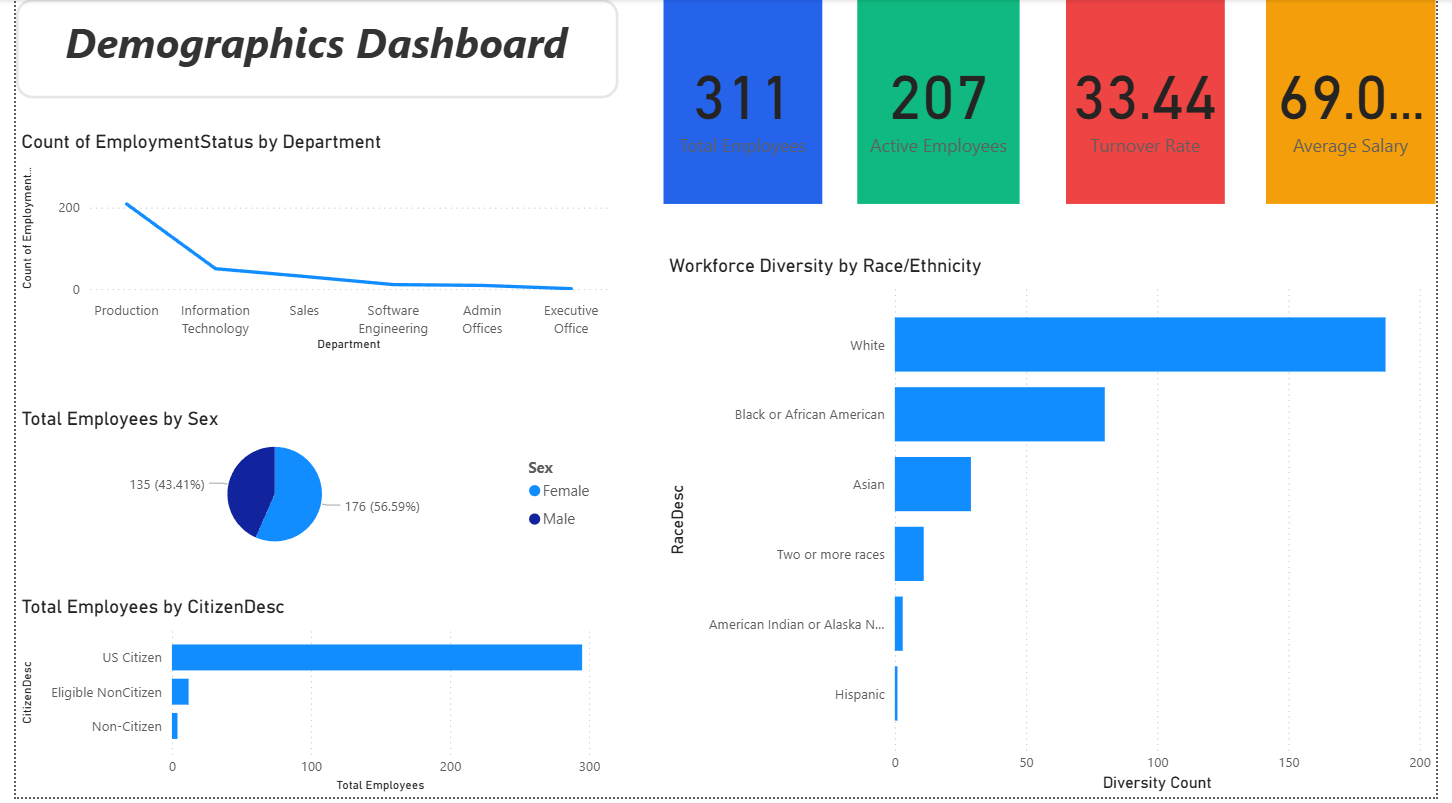 Demographics Dashboard
311
Total Employees
207
Active Employees
33.44
Turnover Rate
69.0...
Average Salary
Count of EmploymentStatus by Department
Count of Employment...
200
0
Production
Information
Technology
Sales
Software
Engineering
Admin
Offices
Executive
Office
Department
Total Employees by Sex
135 (43.41%)
176 (56.59%)
Sex
Female
Male
Total Employees by CitizenDesc
CitizenDesc
US Citizen
Eligible NonCitizen
Non-Citizen
0
100
200
300
Total Employees
Workforce Diversity by Race/Ethnicity
RaceDesc
White
Black or African American
Asian
Two or more races
American Indian or Alaska N...
Hispanic
0
50
100
150
200
Diversity Count